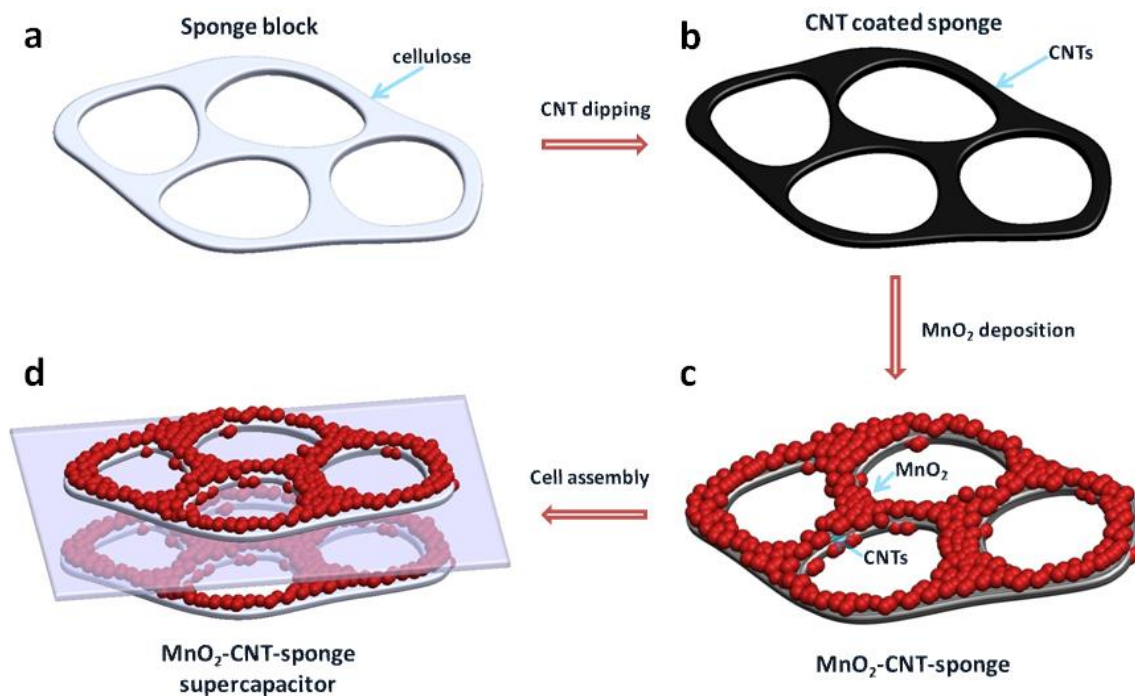 a
Sponge block
cellulose
CNT dipping
b
CNT coated sponge
CNTs
MnO₂ deposition
c
MnO₂
CNTs
MnO₂-CNT-sponge
Cell assembly
d
MnO₂-CNT-sponge
supercapacitor